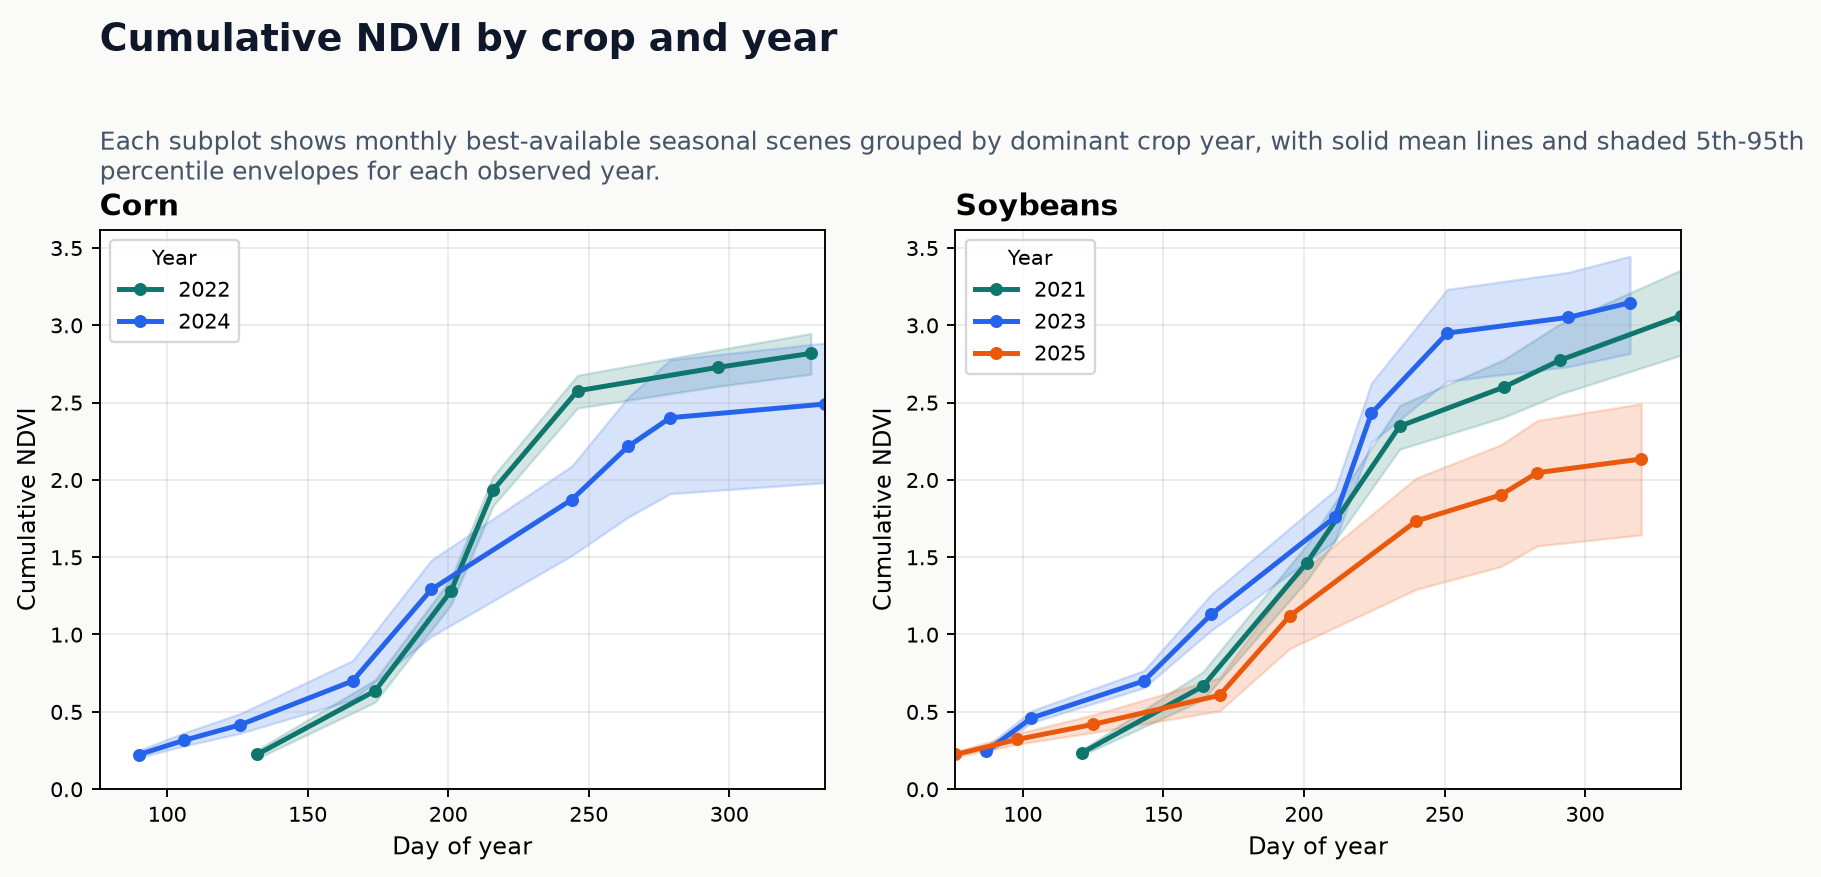 Cumulative NDVI by crop and year
Each subplot shows monthly best-available seasonal scenes grouped by dominant crop year, with solid mean lines and shaded 5th-95th
percentile envelopes for each observed year.
Corn
Year
2022
2024
3.5
3.0
2.5
2.0
1.5
1.0
0.5
0.0
Cumulative NDVI
100 150 200 250 300
Day of year
Soybeans
Year
2021
2023
2025
3.5
3.0
2.5
2.0
1.5
1.0
0.5
0.0
Cumulative NDVI
100 150 200 250 300
Day of year